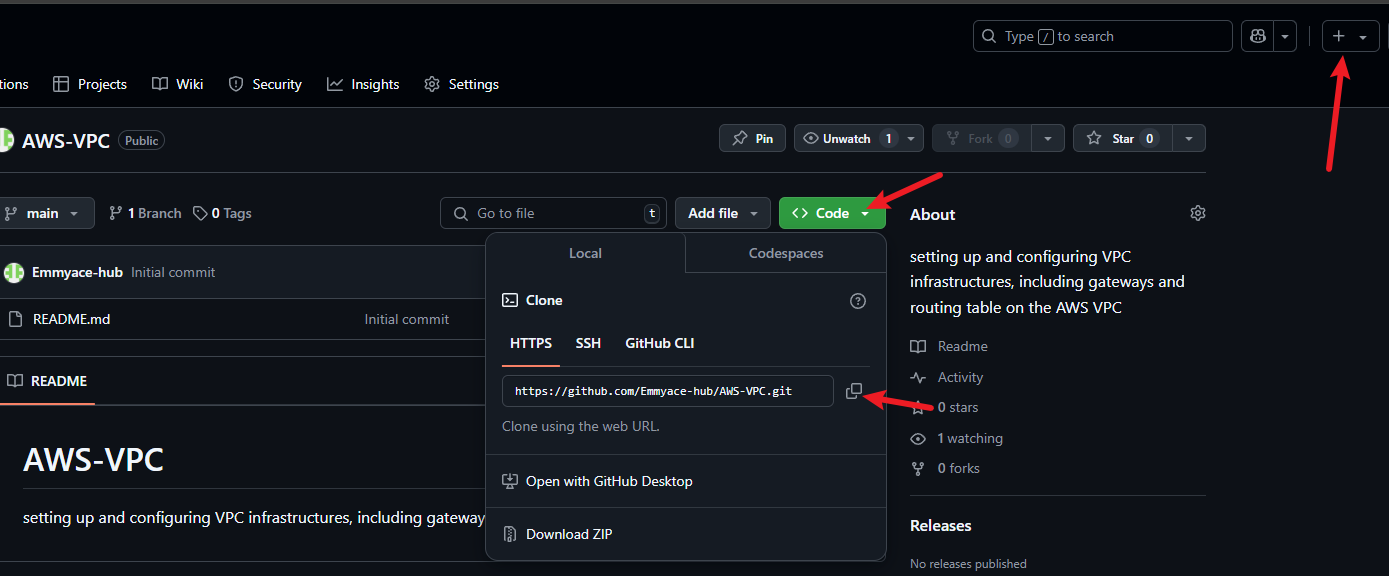 Type / to search
tions Projects Wiki Security Insights Settings
AWS-VPC Public
Pin Unwatch 1 Fork 0 Star 0
main 1 Branch 0 Tags Go to file t Add file Code
About
setting up and configuring VPC
infrastructures, including gateways and
routing table on the AWS VPC
Readme
Activity
0 stars
1 watching
0 forks
Releases
No releases published
Local Codespaces
Clone
HTTPS SSH GitHub CLI
https://github.com/Emmyace-hub/AWS-VPC.git
Clone using the web URL.
Open with GitHub Desktop
Download ZIP
Emmyace-hub Initial commit
README.md Initial commit
README
AWS-VPC
setting up and configuring VPC infrastructures, including gateway